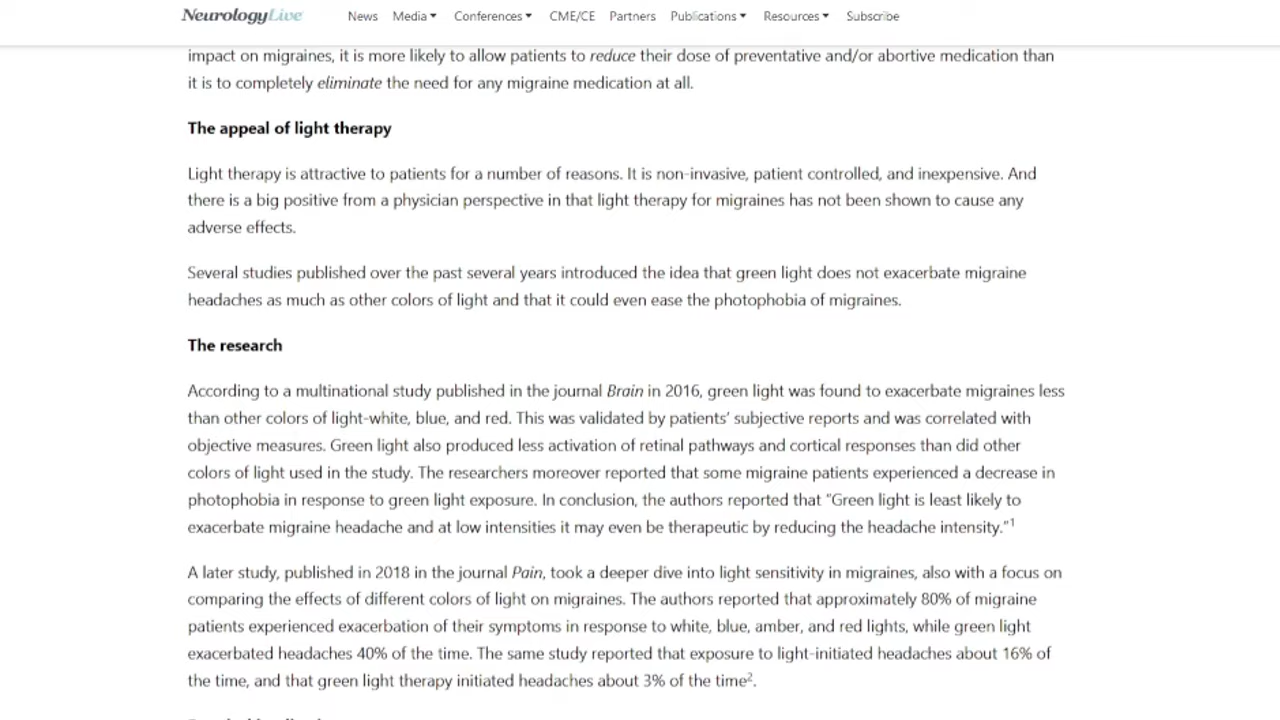 NeurologyLive News Media Conferences CME/CE Partners Publications Resources Subscribe
impact on migraines, it is more likely to allow patients to reduce their dose of preventative and/or abortive medication than
it is to completely eliminate the need for any migraine medication at all.
The appeal of light therapy
Light therapy is attractive to patients for a number of reasons. It is non-invasive, patient controlled, and inexpensive. And
there is a big positive from a physician perspective in that light therapy for migraines has not been shown to cause any
adverse effects.
Several studies published over the past several years introduced the idea that green light does not exacerbate migraine
headaches as much as other colors of light and that it could even ease the photophobia of migraines.
The research
According to a multinational study published in the journal Brain in 2016, green light was found to exacerbate migraines less
than other colors of light-white, blue, and red. This was validated by patients' subjective reports and was correlated with
objective measures. Green light also produced less activation of retinal pathways and cortical responses than did other
colors of light used in the study. The researchers moreover reported that some migraine patients experienced a decrease in
photophobia in response to green light exposure. In conclusion, the authors reported that "Green light is least likely to
exacerbate migraine headache and at low intensities it may even be therapeutic by reducing the headache intensity."1
A later study, published in 2018 in the journal Pain, took a deeper dive into light sensitivity in migraines, also with a focus on
comparing the effects of different colors of light on migraines. The authors reported that approximately 80% of migraine
patients experienced exacerbation of their symptoms in response to white, blue, amber, and red lights, while green light
exacerbated headaches 40% of the time. The same study reported that exposure to light-initiated headaches about 16% of
the time, and that green light therapy initiated headaches about 3% of the time2.